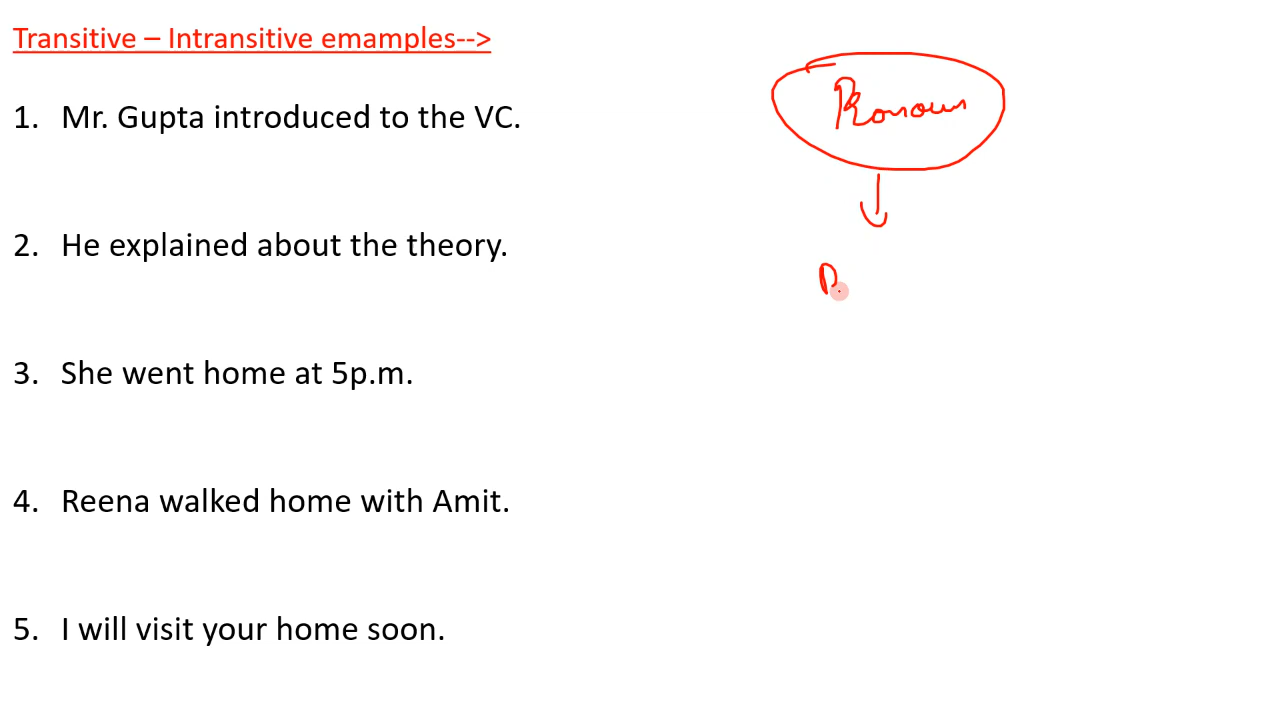 Transitive – Intransitive emamples-->
1. Mr. Gupta introduced to the VC.
Pronoun
2. He explained about the theory.
3. She went home at 5p.m.
4. Reena walked home with Amit.
5. I will visit your home soon.